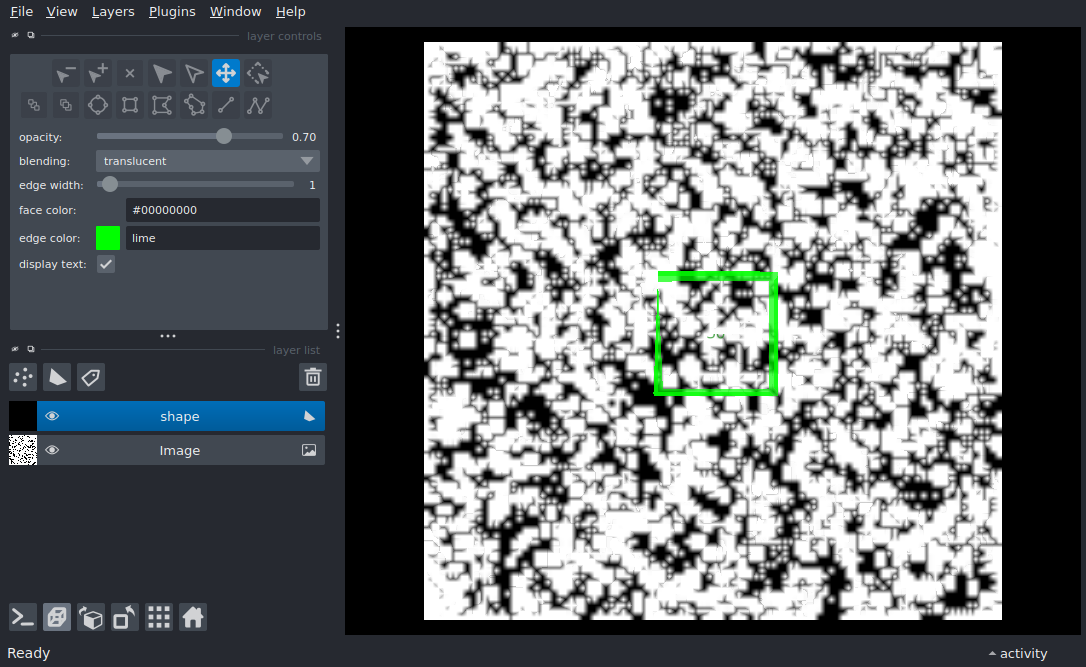 File View Layers Plugins Window Help
layer controls
opacity: 0.70
blending: translucent
edge width: 1
face color: #00000000
edge color: lime
display text:
layer list
shape
Image
Ready
activity